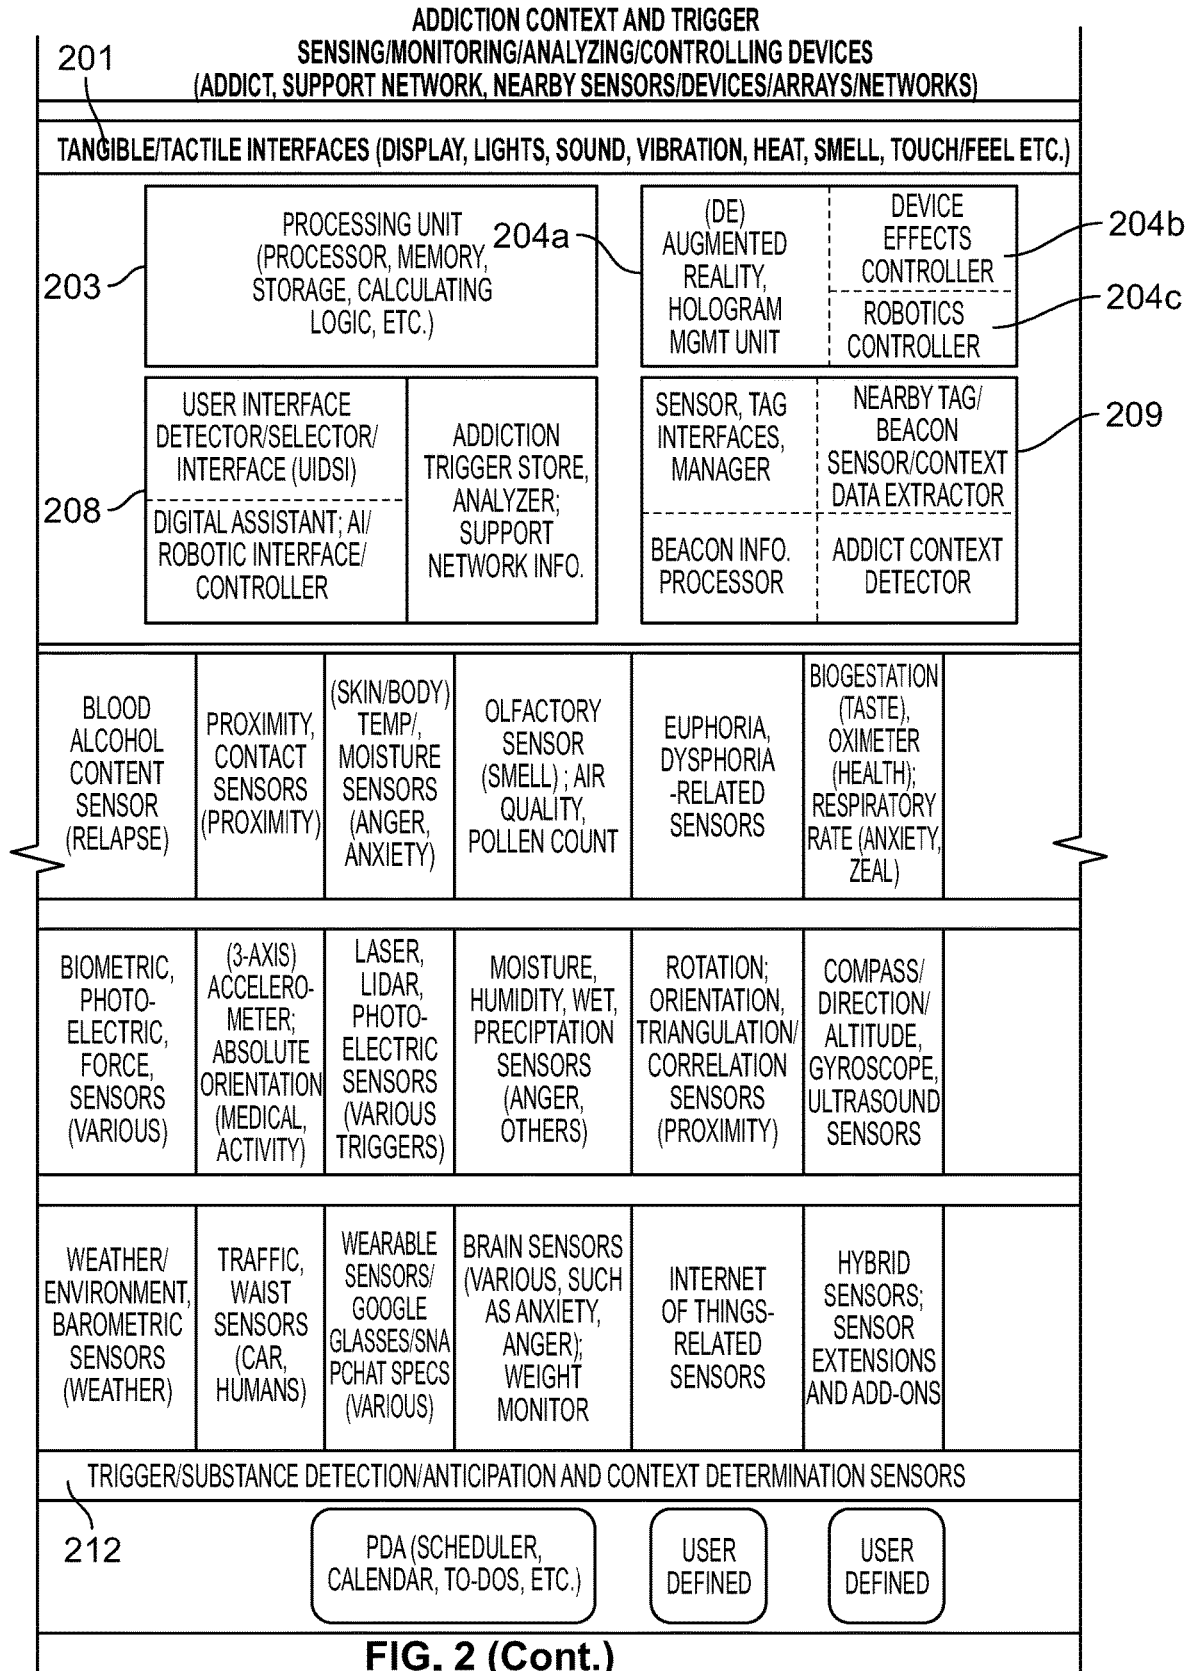 ADDICTION CONTEXT AND TRIGGER
SENSING/MONITORING/ANALYZING/CONTROLLING DEVICES
(ADDICT, SUPPORT NETWORK, NEARBY SENSORS/DEVICES/ARRAYS/NETWORKS)
201
TANGIBLE/TACTILE INTERFACES (DISPLAY, LIGHTS, SOUND, VIBRATION, HEAT, SMELL, TOUCH/FEEL ETC.)
203
PROCESSING UNIT
(PROCESSOR, MEMORY,
STORAGE, CALCULATING
LOGIC, ETC.)
204a
(DE)
AUGMENTED
REALITY,
HOLOGRAM
MGMT UNIT
DEVICE
EFFECTS
CONTROLLER
204b
ROBOTICS
CONTROLLER
204c
208
USER INTERFACE
DETECTOR/SELECTOR/
INTERFACE (UIDSI)
DIGITAL ASSISTANT; AI/
ROBOTIC INTERFACE/
CONTROLLER
ADDICTION
TRIGGER STORE,
ANALYZER;
SUPPORT
NETWORK INFO.
SENSOR, TAG
INTERFACES,
MANAGER
NEARBY TAG/
BEACON
SENSOR/CONTEXT
DATA EXTRACTOR
209
BEACON INFO.
PROCESSOR
ADDICT CONTEXT
DETECTOR
BLOOD
ALCOHOL
CONTENT
SENSOR
(RELAPSE)
PROXIMITY,
CONTACT
SENSORS
(PROXIMITY)
(SKIN/BODY)
TEMP/,
MOISTURE
SENSORS
(ANGER,
ANXIETY)
OLFACTORY
SENSOR
(SMELL) ; AIR
QUALITY,
POLLEN COUNT
EUPHORIA,
DYSPHORIA
-RELATED
SENSORS
BIOGESTATION
(TASTE),
OXIMETER
(HEALTH);
RESPIRATORY
RATE (ANXIETY,
ZEAL)
BIOMETRIC,
PHOTO-
ELECTRIC,
FORCE,
SENSORS
(VARIOUS)
(3-AXIS)
ACCELERO-
METER;
ABSOLUTE
ORIENTATION
(MEDICAL,
ACTIVITY)
LASER,
LIDAR,
PHOTO-
ELECTRIC
SENSORS
(VARIOUS
TRIGGERS)
MOISTURE,
HUMIDITY, WET,
PRECIPTATION
SENSORS
(ANGER,
OTHERS)
ROTATION;
ORIENTATION,
TRIANGULATION/
CORRELATION
SENSORS
(PROXIMITY)
COMPASS/
DIRECTION/
ALTITUDE,
GYROSCOPE,
ULTRASOUND
SENSORS
WEATHER/
ENVIRONMENT,
BAROMETRIC
SENSORS
(WEATHER)
TRAFFIC,
WAIST
SENSORS
(CAR,
HUMANS)
WEARABLE
SENSORS/
GOOGLE
GLASSES/SNA
PCHAT SPECS
(VARIOUS)
BRAIN SENSORS
(VARIOUS, SUCH
AS ANXIETY,
ANGER);
WEIGHT
MONITOR
INTERNET
OF THINGS-
RELATED
SENSORS
HYBRID
SENSORS;
SENSOR
EXTENSIONS
AND ADD-ONS
TRIGGER/SUBSTANCE DETECTION/ANTICIPATION AND CONTEXT DETERMINATION SENSORS
212
PDA (SCHEDULER,
CALENDAR, TO-DOS, ETC.)
USER
DEFINED
USER
DEFINED
FIG. 2 (Cont.)